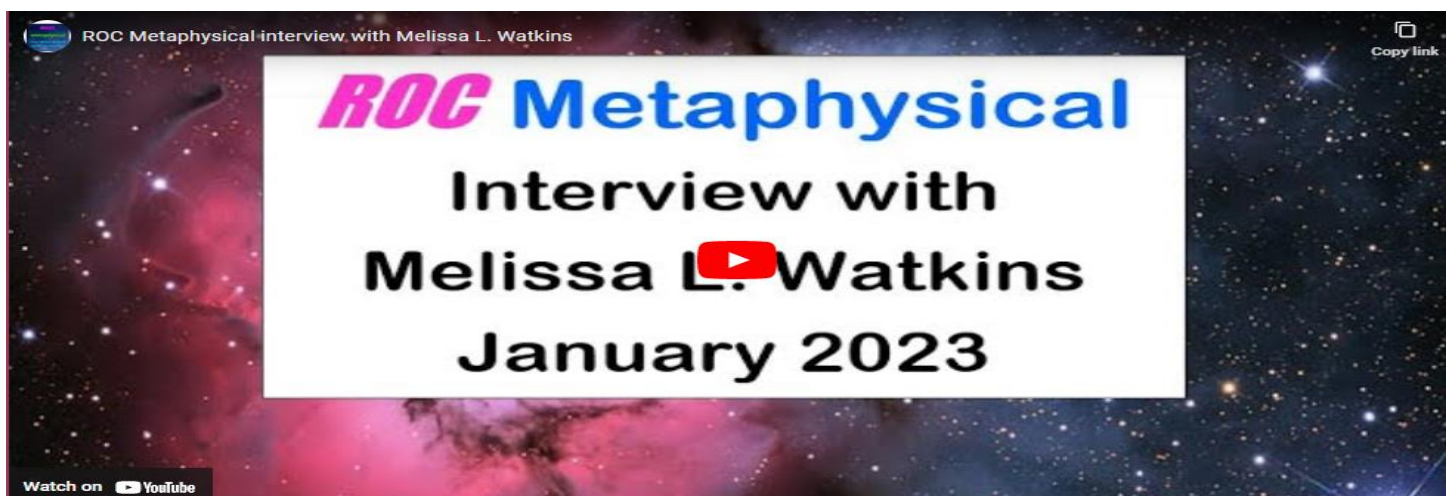 ROC Metaphysical interview with Melissa L. Watkins
Copy link
ROC Metaphysical
Interview with
Melissa L. Watkins
January 2023
Watch on YouTube